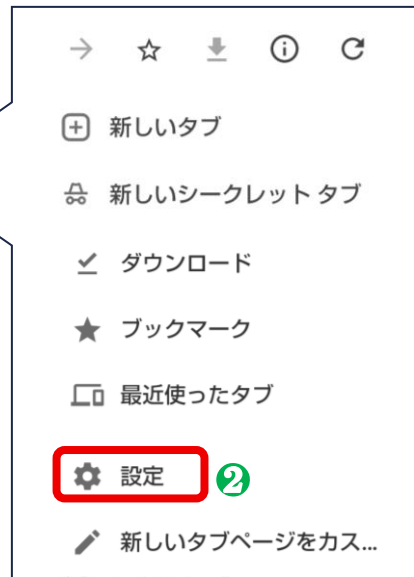 新しいタブ
新しいシークレット タブ
ダウンロード
ブックマーク
最近使ったタブ
設定 ❷
新しいタブページをカス...